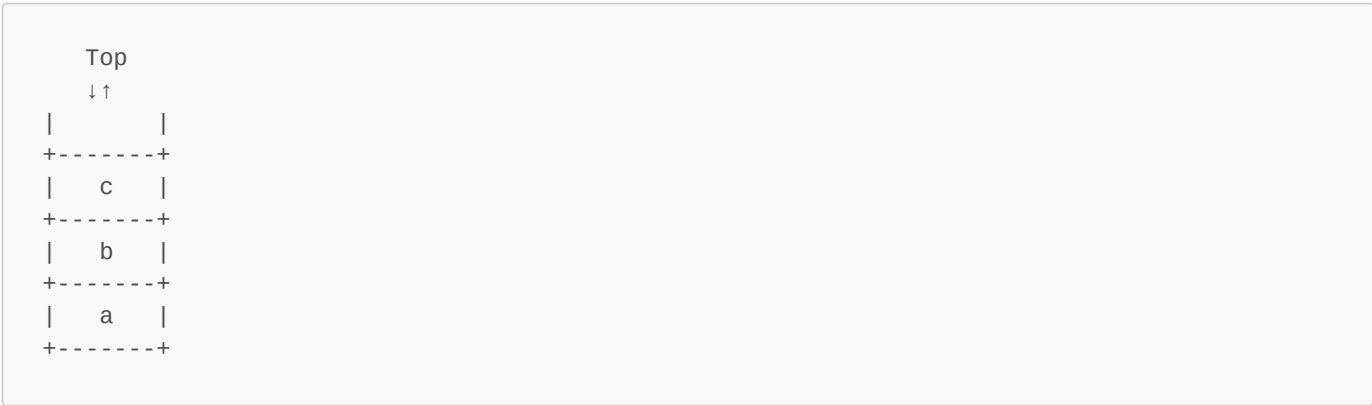 Top
   ↓↑
|       |
+-------+
|   c   |
+-------+
|   b   |
+-------+
|   a   |
+-------+